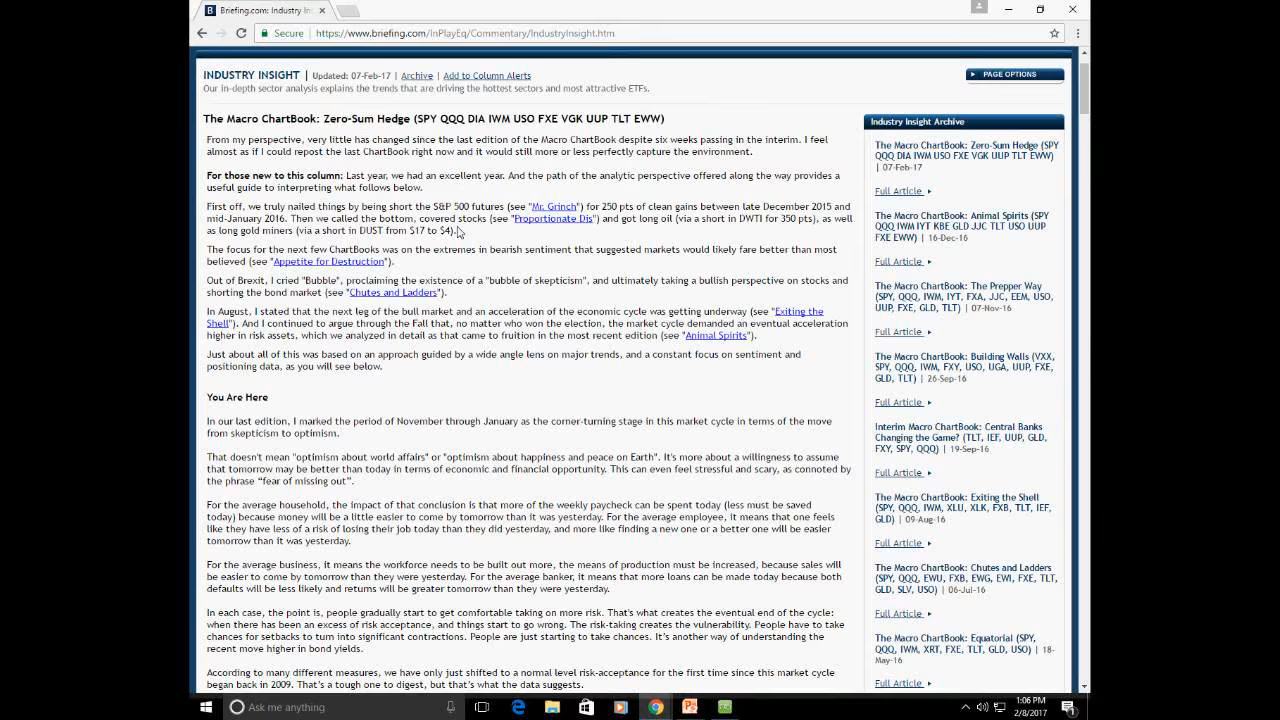 Briefing.com: Industry In
Secure
https://www.briefing.com/InPlayEq/Commentary/IndustryInsight.htm
INDUSTRY INSIGHT | Updated: 07-Feb-17 | Archive | Add to Column Alerts
PAGE OPTIONS
Our in-depth sector analysis explains the trends that are driving the hottest sectors and most attractive ETFs.
The Macro ChartBook: Zero-Sum Hedge (SPY QQQ DIA IWM USO FXE VGK UUP TLT EWW)
From my perspective, very little has changed since the last edition of the Macro ChartBook despite six weeks passing in the interim. I feel
almost as if I could repost the last ChartBook right now and it would still more or less perfectly capture the environment.
For those new to this column: Last year, we had an excellent year. And the path of the analytic perspective offered along the way provides a
useful guide to interpreting what follows below.
First off, we truly nailed things by being short the S&P 500 futures (see "Mr. Grinch") for 250 pts of clean gains between late December 2015 and
mid-January 2016. Then we called the bottom, covered stocks (see "Proportionate Dis") and got long oil (via a short in DWTI for 350 pts), as well
as long gold miners (via a short in DUST from $17 to $4).
The focus for the next few ChartBooks was on the extremes in bearish sentiment that suggested markets would likely fare better than most
believed (see "Appetite for Destruction").
Out of Brexit, I cried "Bubble", proclaiming the existence of a "bubble of skepticism", and ultimately taking a bullish perspective on stocks and
shorting the bond market (see "Chutes and Ladders").
In August, I stated that the next leg of the bull market and an acceleration of the economic cycle was getting underway (see "Exiting the
Shell"). And I continued to argue through the Fall that, no matter who won the election, the market cycle demanded an eventual acceleration
higher in risk assets, which we analyzed in detail as that came to fruition in the most recent edition (see "Animal Spirits").
Just about all of this was based on an approach guided by a wide angle lens on major trends, and a constant focus on sentiment and
positioning data, as you will see below.
You Are Here
In our last edition, I marked the period of November through January as the corner-turning stage in this market cycle in terms of the move
from skepticism to optimism.
That doesn't mean "optimism about world affairs" or "optimism about happiness and peace on Earth". It's more about a willingness to assume
that tomorrow may be better than today in terms of economic and financial opportunity. This can even feel stressful and scary, as connoted by
the phrase "fear of missing out".
For the average household, the impact of that conclusion is that more of the weekly paycheck can be spent today (less must be saved
today) because money will be a little easier to come by tomorrow than it was yesterday. For the average employee, it means that one feels
like they have less of a risk of losing their job today than they did yesterday, and more like finding a new one or a better one will be easier
tomorrow than it was yesterday.
For the average business, it means the workforce needs to be built out more, the means of production must be increased, because sales will
be easier to come by tomorrow than they were yesterday. For the average banker, it means that more loans can be made today because both
defaults will be less likely and returns will be greater tomorrow than they were yesterday.
In each case, the point is, people gradually start to get comfortable taking on more risk. That's what creates the eventual end of the cycle:
when there has been an excess of risk acceptance, and things start to go wrong. The risk-taking creates the vulnerability. People have to take
chances for setbacks to turn into significant contractions. People are just starting to take chances. It's another way of understanding the
recent move higher in bond yields.
According to many different measures, we have only just shifted to a normal level risk-acceptance for the first time since this market cycle
began back in 2009. That's a tough one to digest, but that's what the data suggests.
Industry Insight Archive
The Macro ChartBook: Zero-Sum Hedge (SPY
QQQ DIA IWM USO FXE VGK UUP TLT EWW)
| 07-Feb-17
Full Article
The Macro ChartBook: Animal Spirits (SPY
QQQ IWM IYT KBE GLD JJC TLT USO UUP
FXE EWW) | 16-Dec-16
Full Article
The Macro ChartBook: The Prepper Way
(SPY, QQQ, IWM, IYT, FXA, JJC, EEM, USO,
UUP, FXE, GLD, TLT) | 07-Nov-16
Full Article
The Macro ChartBook: Building Walls (VXX,
SPY, QQQ, IWM, FXY, USO, UGA, UUP, FXE,
GLD, TLT) | 26-Sep-16
Full Article
Interim Macro ChartBook: Central Banks
Changing the Game? (TLT, IEF, UUP, GLD,
FXY, SPY, QQQ) | 19-Sep-16
Full Article
The Macro ChartBook: Exiting the Shell
(SPY, QQQ, IWM, XLU, XLK, FXB, TLT, IEF,
GLD) | 09-Aug-16
Full Article
The Macro ChartBook: Chutes and Ladders
(SPY, QQQ, EWU, FXB, EWG, EWI, FXE, TLT,
GLD, SLV, USO) | 06-Jul-16
Full Article
The Macro ChartBook: Equatorial (SPY,
QQQ, IWM, XRT, FXE, TLT, GLD, USO) | 18-
May-16
Full Article
Ask me anything
1:06 PM
2/8/2017